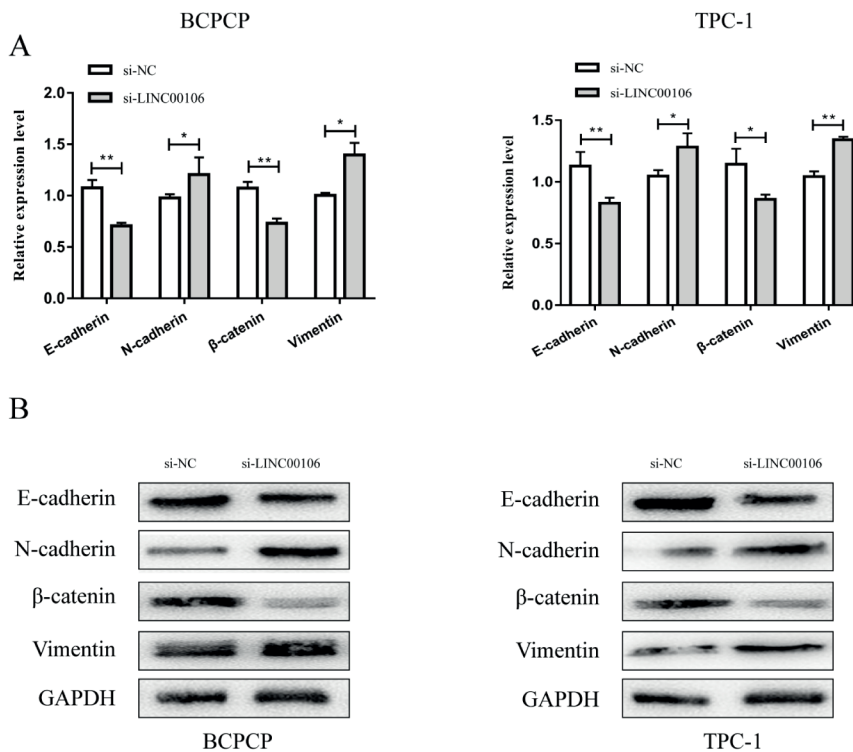 BCPCP
TPC-1
A
si-NC
si-LINC00106
Relative expression level
2.0
1.5
1.0
0.5
0.0
**
*
**
*
E-cadherin
N-cadherin
β-catenin
Vimentin
si-NC
si-LINC00106
Relative expression level
1.5
1.0
0.5
0.0
**
*
*
**
E-cadherin
N-cadherin
β-catenin
Vimentin
B
si-NC si-LINC00106
E-cadherin
N-cadherin
β-catenin
Vimentin
GAPDH
BCPCP
si-NC si-LINC00106
E-cadherin
N-cadherin
β-catenin
Vimentin
GAPDH
TPC-1